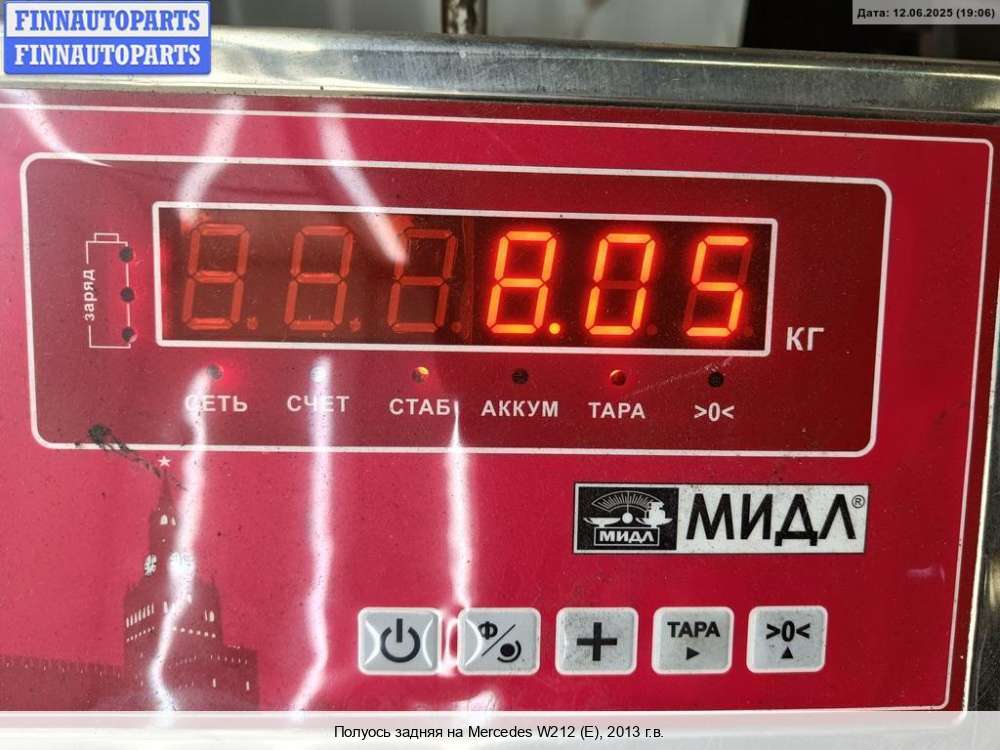 FINNAUTOPARTS
FINNAUTOPARTS
Дата: 12.06.2025 (19:06)
заряд
8.05
КГ
СЕТЬ СЧЕТ СТАБ АККУМ ТАРА >0<
МИДЛ МИДЛ®
Ф/ + ТАРА >0<
Полуось задняя на Mercedes W212 (E), 2013 г.в.